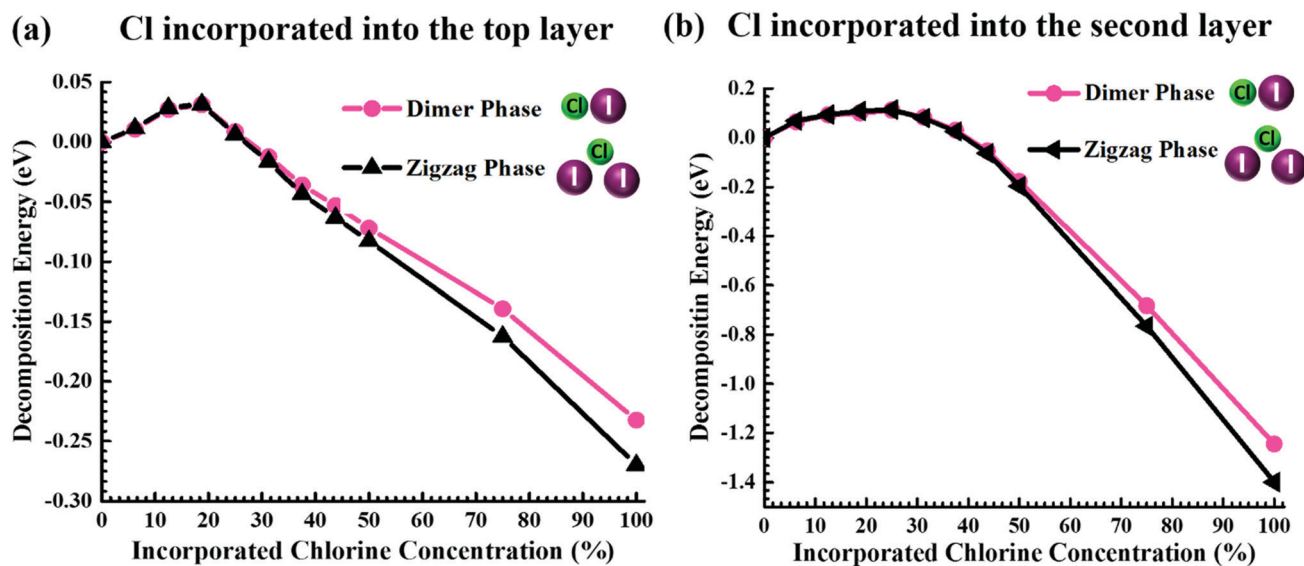 (a) Cl incorporated into the top layer
0.05
0.00
-0.05
-0.10
-0.15
-0.20
-0.25
-0.30
Decomposition Energy (eV)
Dimer Phase Cl I
Zigzag Phase Cl I I
0 10 20 30 40 50 60 70 80 90 100
Incorporated Chlorine Concentration (%)
(b) Cl incorporated into the second layer
0.2
0.0
-0.2
-0.4
-0.6
-0.8
-1.0
-1.2
-1.4
Decompositin Energy (eV)
Dimer Phase Cl I
Zigzag Phase Cl I I
0 10 20 30 40 50 60 70 80 90 100
Incorporated Chlorine Concentration (%)